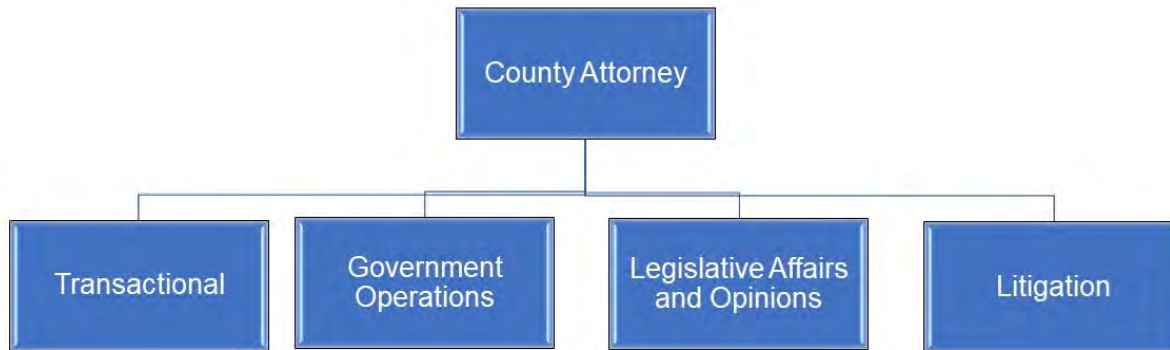 County Attorney
Transactional
Government
Operations
Legislative Affairs
and Opinions
Litigation